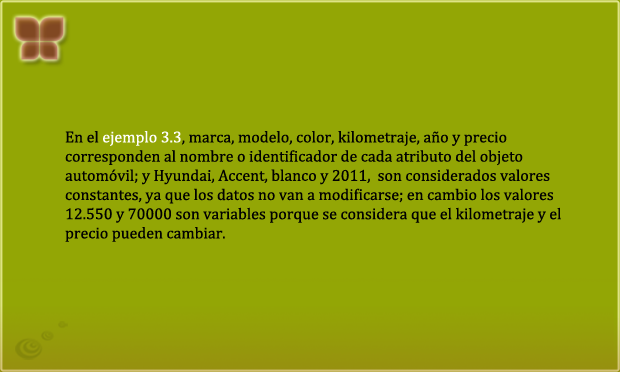 En el ejemplo 3.3, marca, modelo, color, kilometraje, año y precio
corresponden al nombre o identificador de cada atributo del objeto
automóvil; y Hyundai, Accent, blanco y 2011,  son considerados valores
constantes, ya que los datos no van a modificarse; en cambio los valores
12.550 y 70000 son variables porque se considera que el kilometraje y el
precio pueden cambiar.